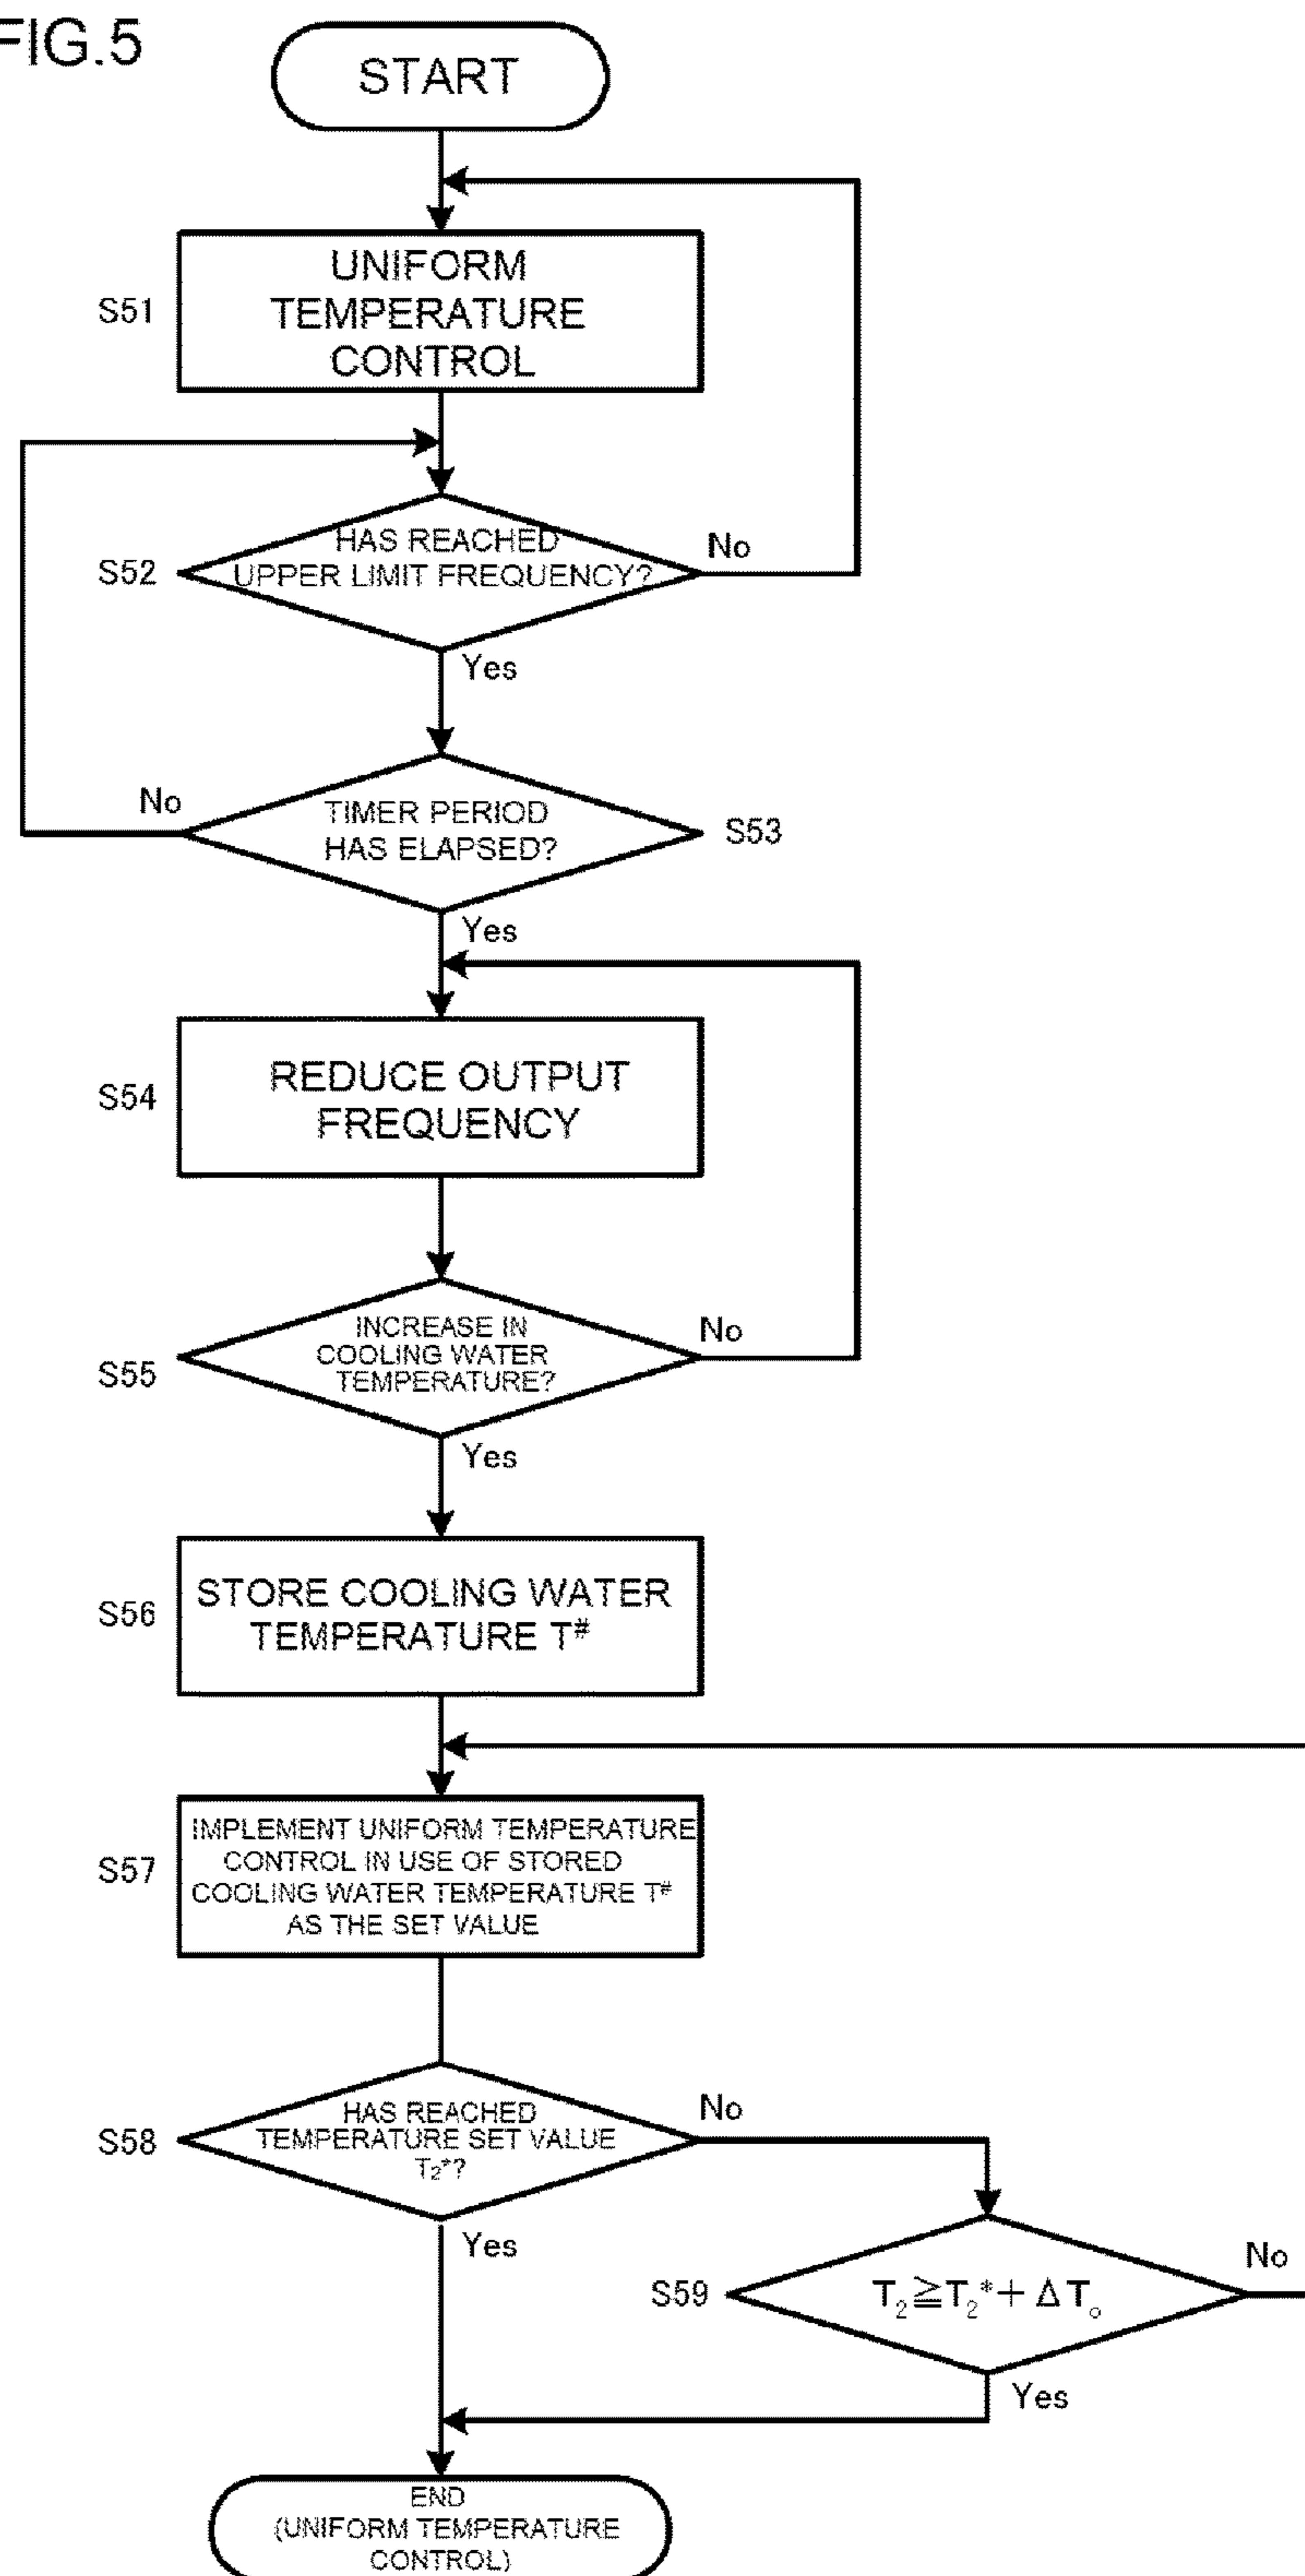 FIG.5
START
S51
UNIFORM
TEMPERATURE
CONTROL
S52
HAS REACHED
UPPER LIMIT FREQUENCY?
No
Yes
No
TIMER PERIOD
HAS ELAPSED?
S53
Yes
S54
REDUCE OUTPUT
FREQUENCY
S55
INCREASE IN
COOLING WATER
TEMPERATURE?
No
Yes
S56
STORE COOLING WATER
TEMPERATURE T#
S57
IMPLEMENT UNIFORM TEMPERATURE
CONTROL IN USE OF STORED
COOLING WATER TEMPERATURE T#
AS THE SET VALUE
S58
HAS REACHED
TEMPERATURE SET VALUE
T₂*?
No
Yes
S59
T₂≧T₂*+ΔT₀
No
Yes
END
(UNIFORM TEMPERATURE
CONTROL)